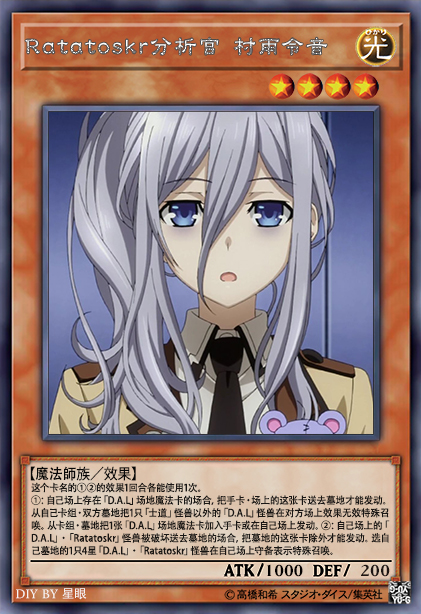 Ratatoskr分析官 村雨令音
ひかり
光
【魔法師族／效果】
这个卡名的①②的效果1回合各能使用1次。
①：自己场上存在「D.A.L」场地魔法卡的场合，把手卡・场上的这张卡送去墓地才能发动。
从自己卡组・双方墓地把1只「士道」怪兽以外的「D.A.L」怪兽在对方场上效果无效特殊召
唤。从卡组・墓地把1张「D.A.L」场地魔法卡加入手卡或在自己场上发动。②：自己场上的「
D.A.L」・「Ratatoskr」怪兽被破坏送去墓地的场合，把墓地的这张卡除外才能发动。选自
己墓地的1只4星「D.A.L」・「Ratatoskr」怪兽在自己场上守备表示特殊召唤。
ATK/1000 DEF/ 200
DIY BY 星眼
©高橋和希 スタジオ・ダイス/集英社